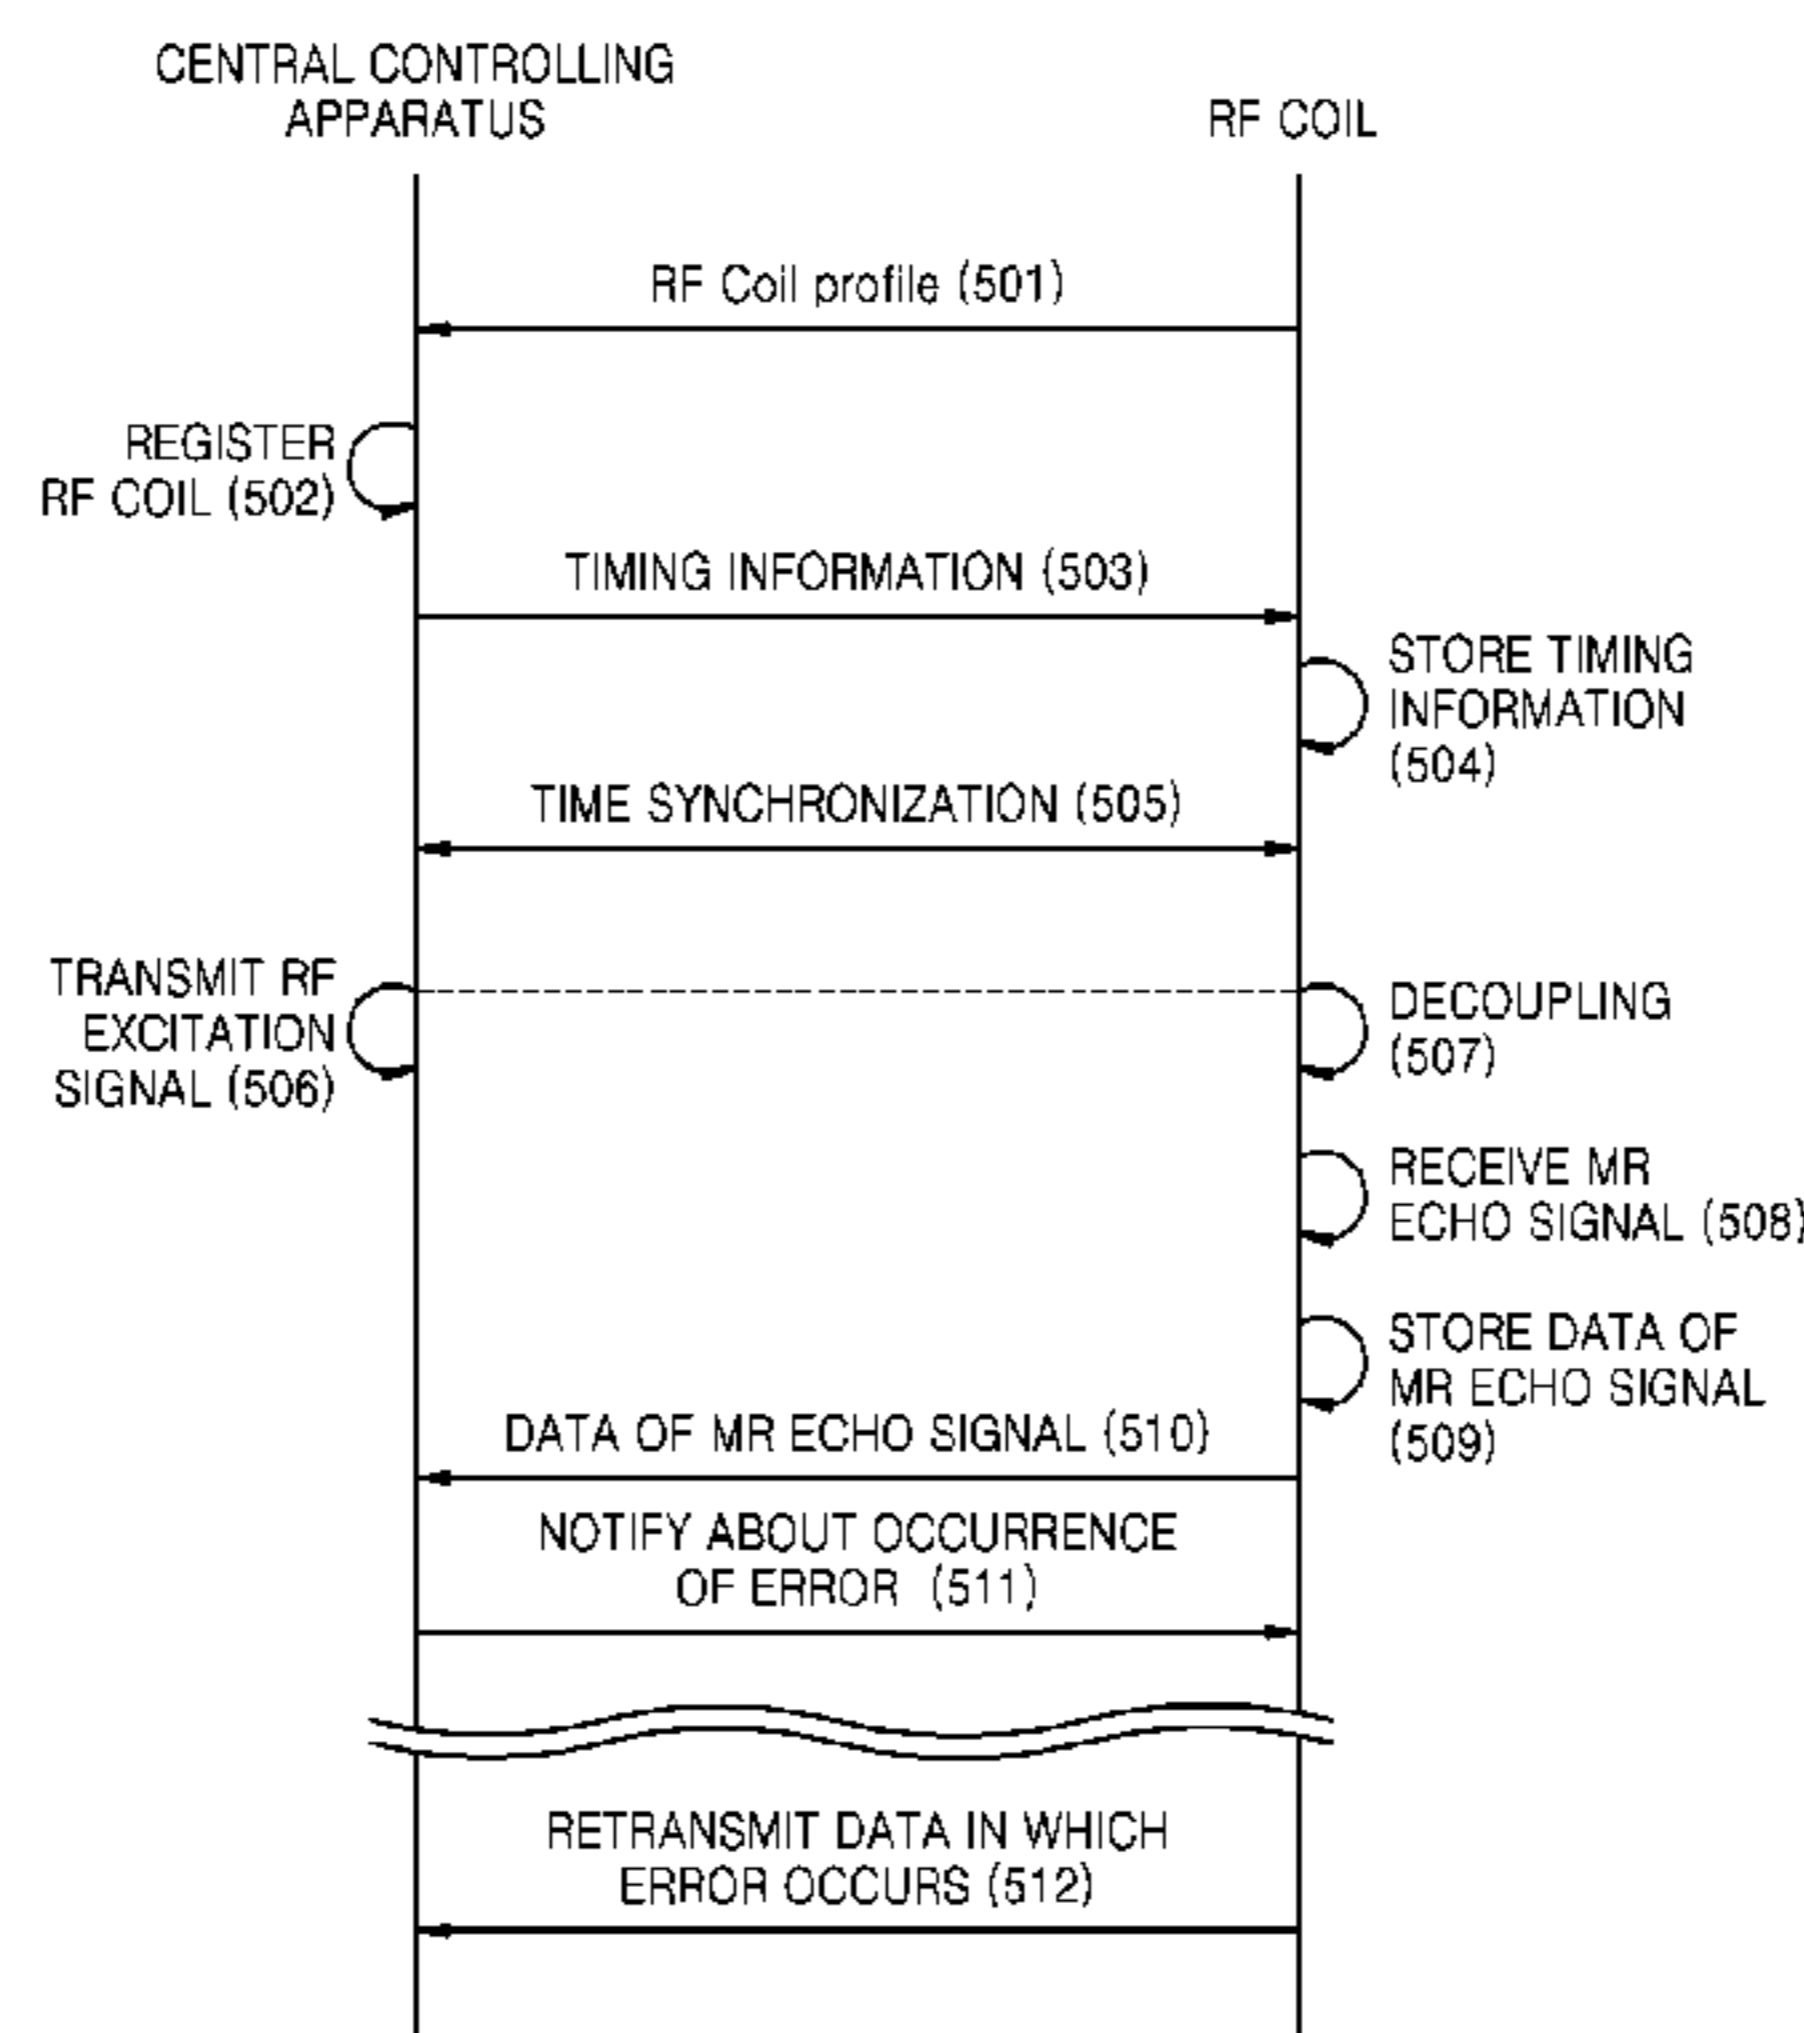 CENTRAL CONTROLLING
APPARATUS
RF COIL
RF Coil profile (501)
REGISTER
RF COIL (502)
TIMING INFORMATION (503)
STORE TIMING
INFORMATION
(504)
TIME SYNCHRONIZATION (505)
TRANSMIT RF
EXCITATION
SIGNAL (506)
DECOUPLING
(507)
RECEIVE MR
ECHO SIGNAL (508)
STORE DATA OF
MR ECHO SIGNAL
(509)
DATA OF MR ECHO SIGNAL (510)
NOTIFY ABOUT OCCURRENCE
OF ERROR (511)
RETRANSMIT DATA IN WHICH
ERROR OCCURS (512)